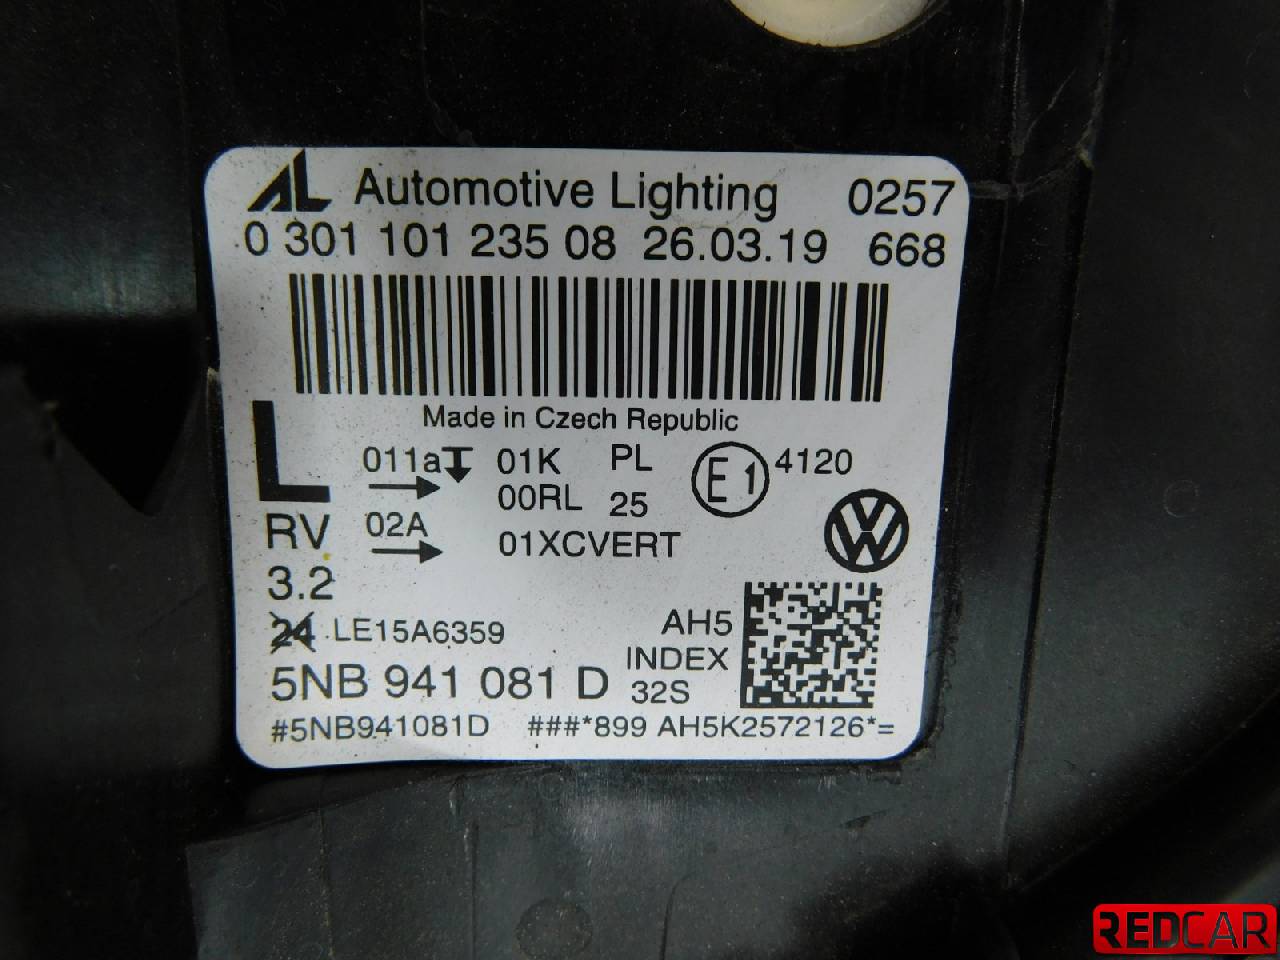 AL Automotive Lighting 0257
0 301 101 235 08 26.03.19 668
Made in Czech Republic
L 011a 01K PL E1 4120
00RL 25
RV 02A 01XCVERT
3.2
24 LE15A6359 AH5
INDEX
5NB 941 081 D 32S
#5NB941081D ###*899 AH5K2572126*=
REDCAR